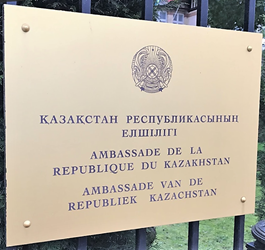 ҚАЗАҚСТАН РЕСПУБЛИКАСЫНЫҢ
ЕЛШІЛІГІ
AMBASSADE DE LA
REPUBLIQUE DU KAZAKHSTAN
AMBASSADE VAN DE
REPUBLIEK KAZACHSTAN